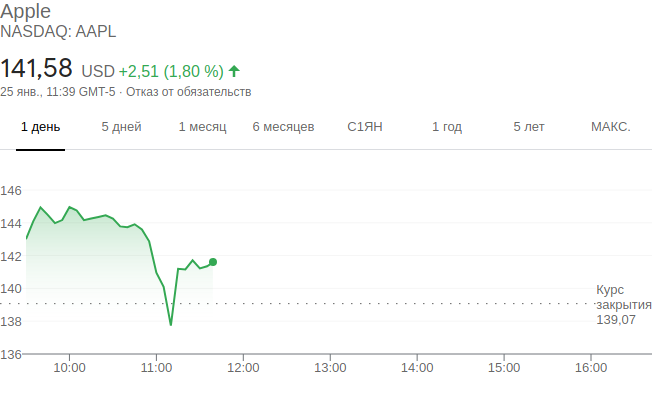 Apple
NASDAQ: AAPL
141,58 USD +2,51 (1,80 %)
25 янв., 11:39 GMT-5 · Отказ от обязательств
1 день 5 дней 1 месяц 6 месяцев С1ЯН 1 год 5 лет МАКС.
146
144
142
140
Курс
закрытия
139,07
138
136
10:00 11:00 12:00 13:00 14:00 15:00 16:00